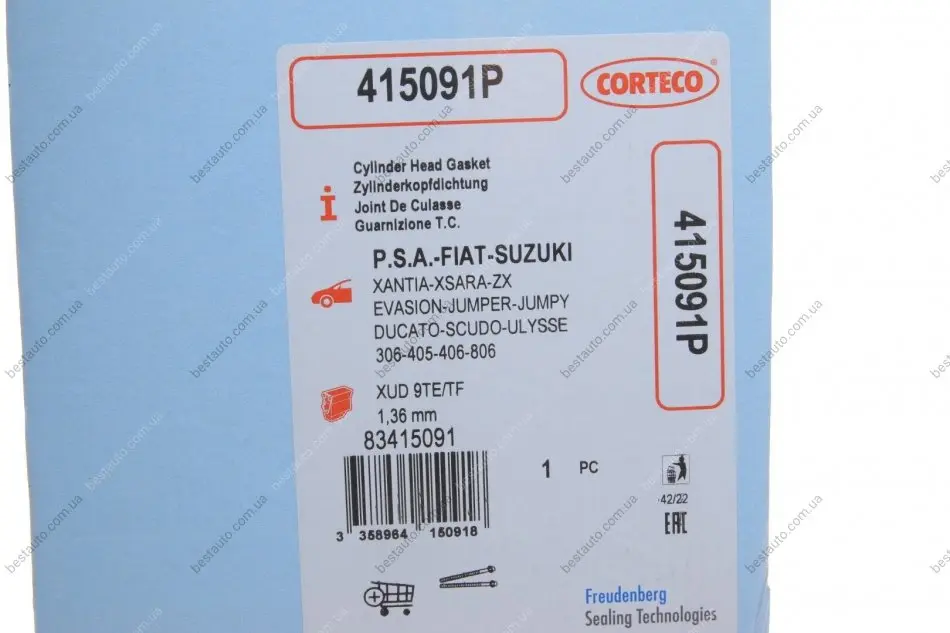 415091P
CORTECO®
Cylinder Head Gasket
Zylinderkopfdichtung
Joint De Culasse
Guarnizione T.C.
P.S.A.-FIAT-SUZUKI
XANTIA-XSARA-ZX
EVASION-JUMPER-JUMPY
DUCATO-SCUDO-ULYSSE
306-405-406-806
415091P
XUD 9TE/TF
1,36 mm
83415091
1 PC
3 358964 150918
42/22
EAC
Freudenberg
Sealing Technologies
bestauto.com.ua